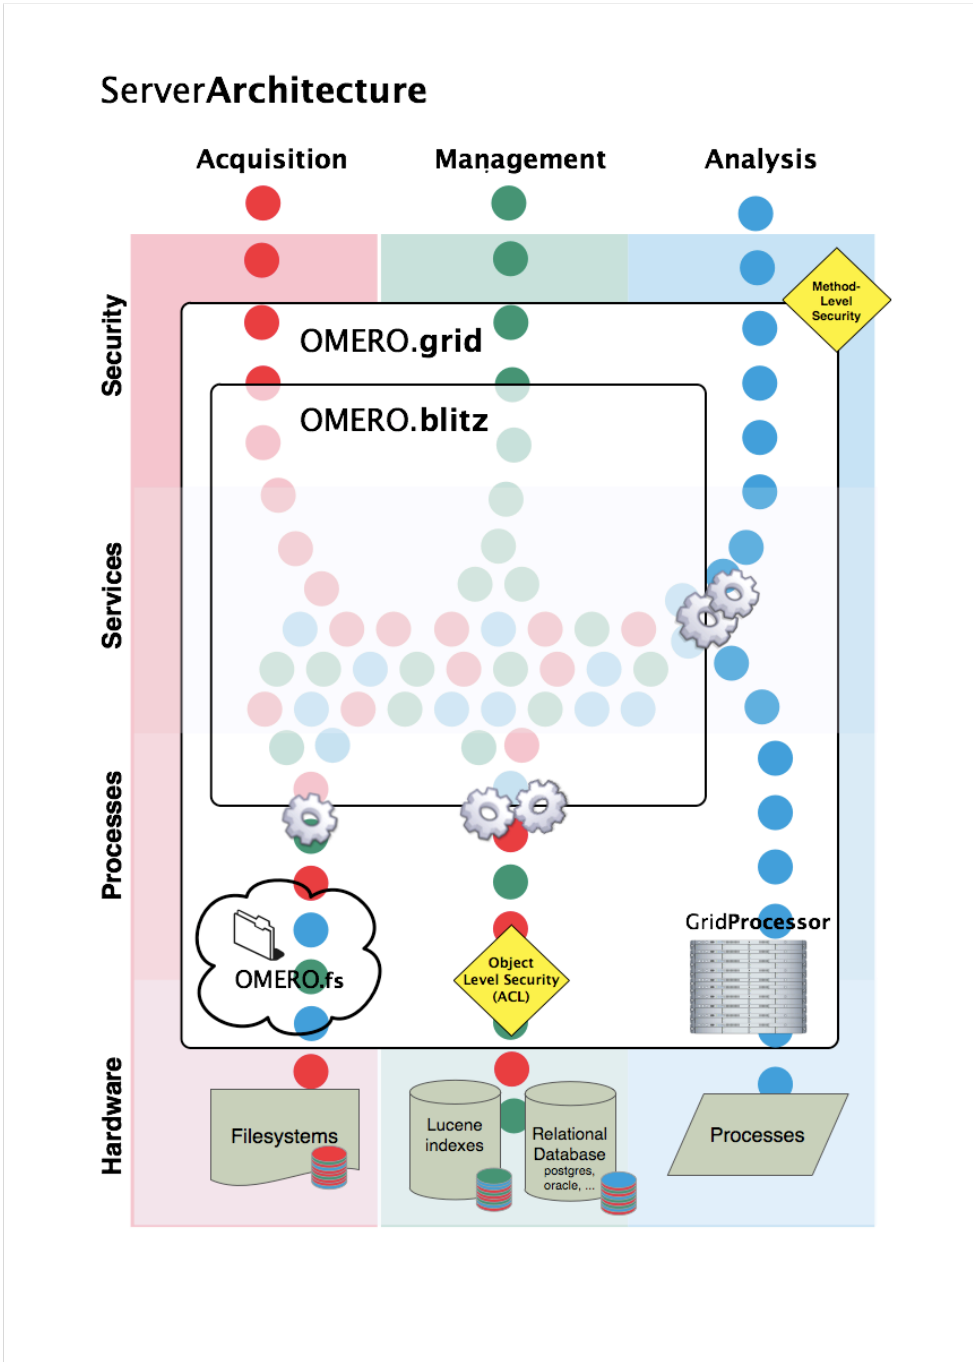 ServerArchitecture
Acquisition
Management
Analysis
Security
Method-
Level
Security
OMERO.grid
OMERO.blitz
Services
Processes
GridProcessor
OMERO.fs
Object
Level Security
(ACL)
Hardware
Filesystems
Lucene
indexes
Relational
Database
postgres,
oracle, ...
Processes